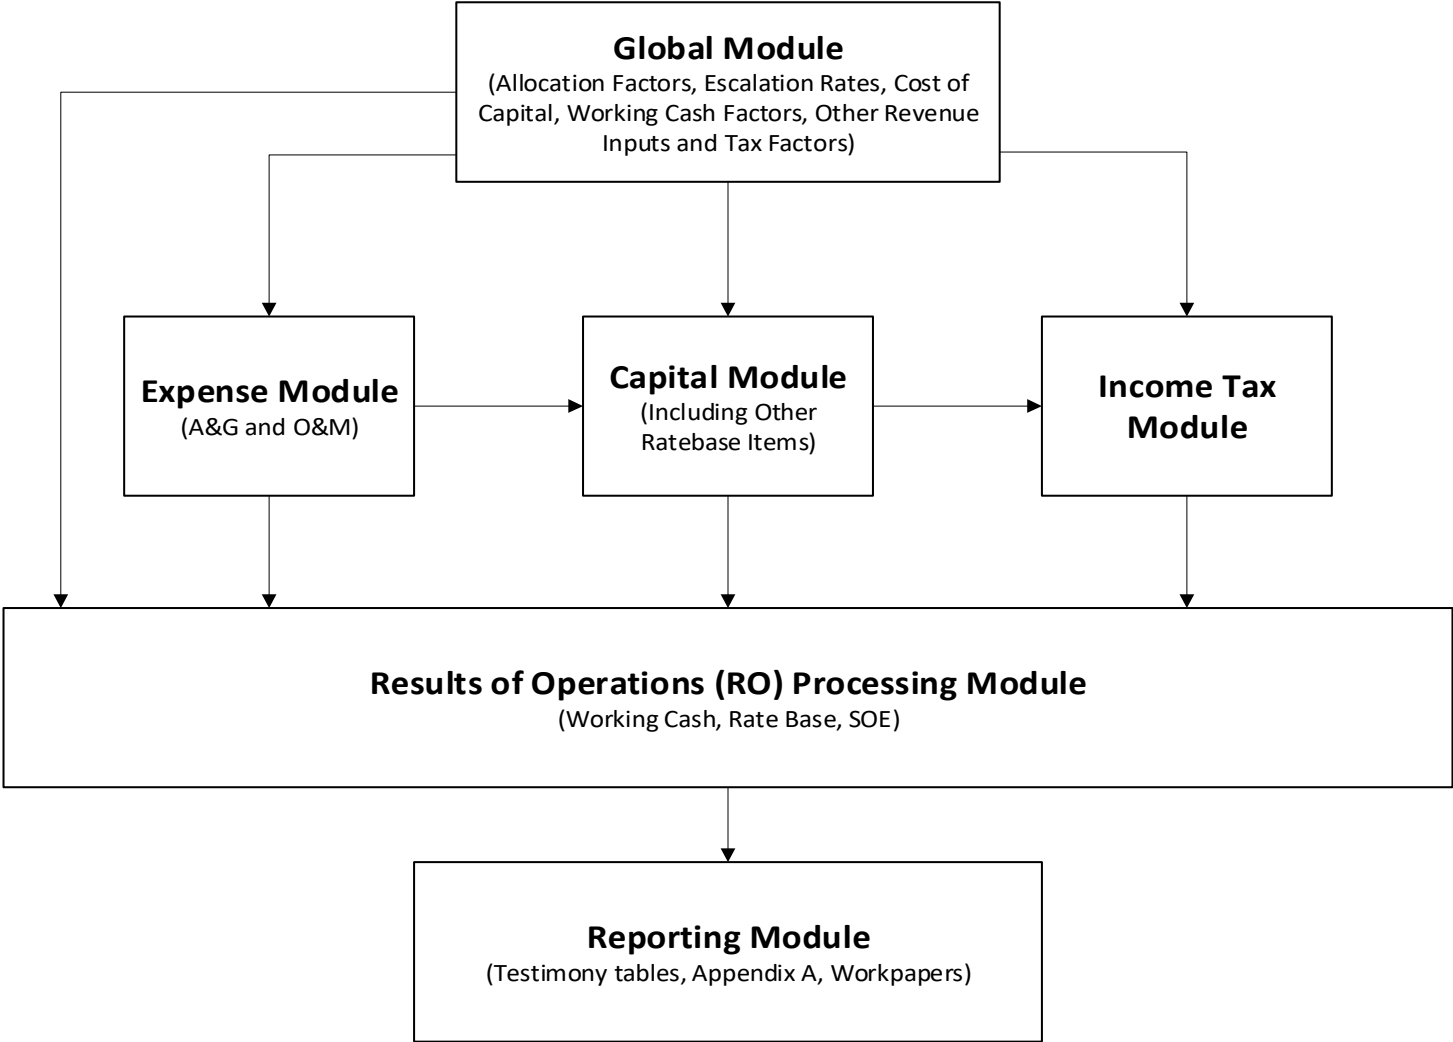 Global Module
(Allocation Factors, Escalation Rates, Cost of
Capital, Working Cash Factors, Other Revenue
Inputs and Tax Factors)
Expense Module
(A&G and O&M)
Capital Module
(Including Other
Ratebase Items)
Income Tax
Module
Results of Operations (RO) Processing Module
(Working Cash, Rate Base, SOE)
Reporting Module
(Testimony tables, Appendix A, Workpapers)